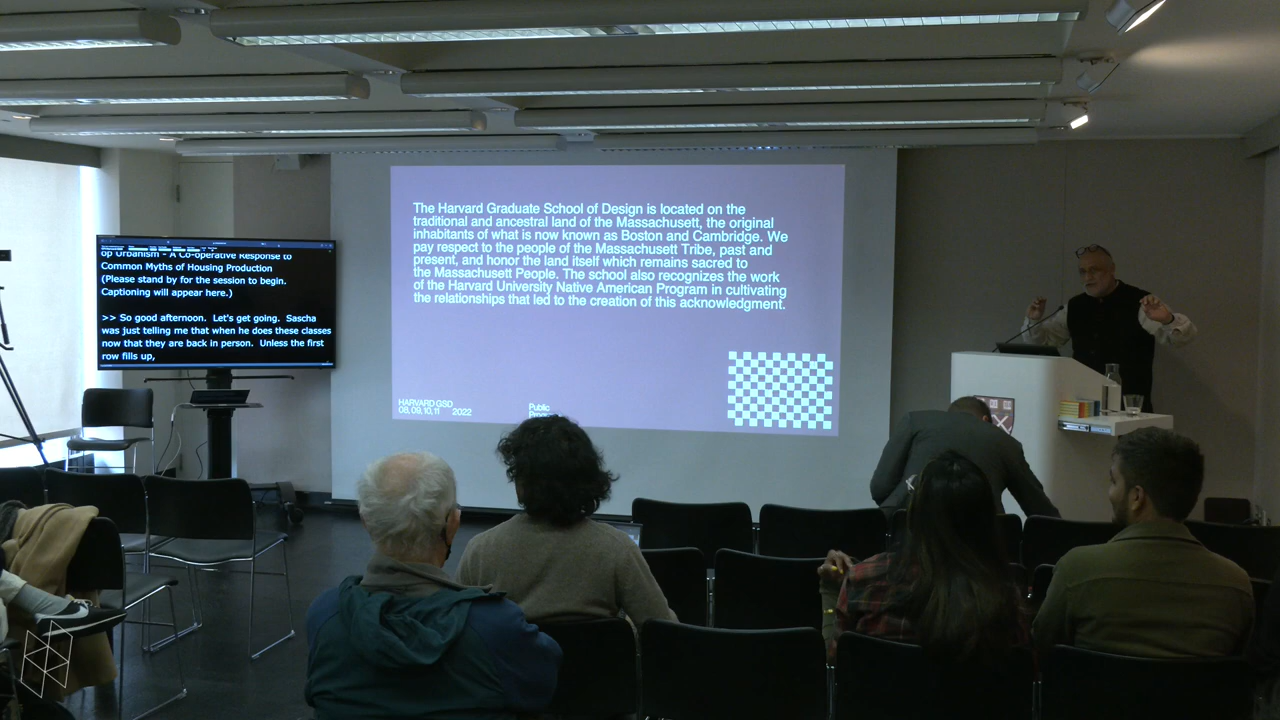 op Urbanism - A Co-operative Response to
Common Myths of Housing Production
(Please stand by for the session to begin.
Captioning will appear here.)
>> So good afternoon. Let's get going. Sascha
was just telling me that when he does these classes
now that they are back in person. Unless the first
row fills up,
The Harvard Graduate School of Design is located on the
traditional and ancestral land of the Massachusett, the original
inhabitants of what is now known as Boston and Cambridge. We
pay respect to the people of the Massachusett Tribe, past and
present, and honor the land itself which remains sacred to
the Massachusett People. The school also recognizes the work
of the Harvard University Native American Program in cultivating
the relationships that led to the creation of this acknowledgment.
HARVARD GSD
08, 09, 10, 11 2022
Public